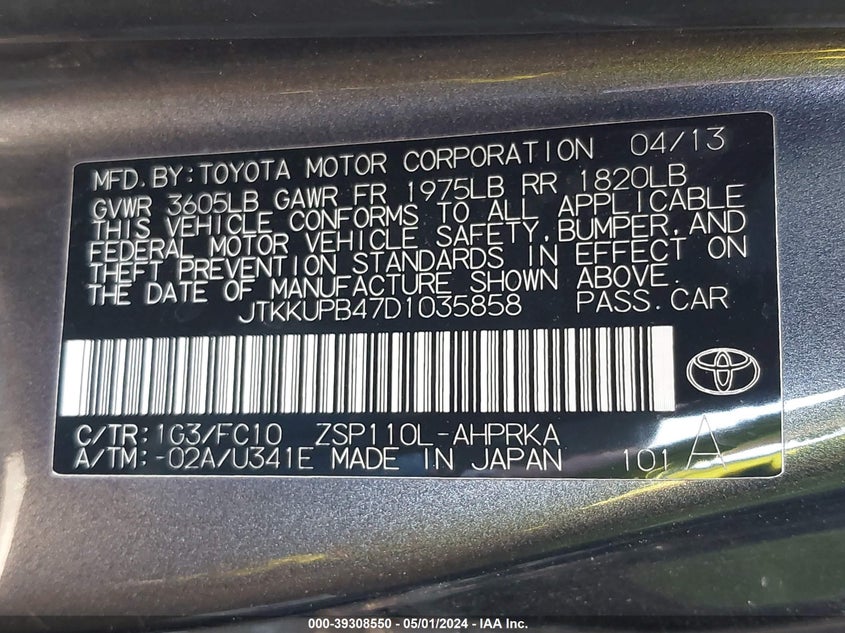 MFD.BY:TOYOTA MOTOR CORPORATION 04/13
GVWR 3605LB GAWR FR 1975LB RR 1820LB
THIS VEHICLE CONFORMS TO ALL APPLICABLE
FEDERAL MOTOR VEHICLE SAFETY,BUMPER,AND
THEFT PREVENTION STANDARDS IN EFFECT ON
THE DATE OF MANUFACTURE SHOWN ABOVE.
JTKKUPB47D1035858 PASS.CAR
C/TR:1G3/FC10 ZSP110L-AHPRKA
A/TM:-02A/U341E MADE IN JAPAN 101 A
000-39308550 - 05/01/2024 - IAA Inc.